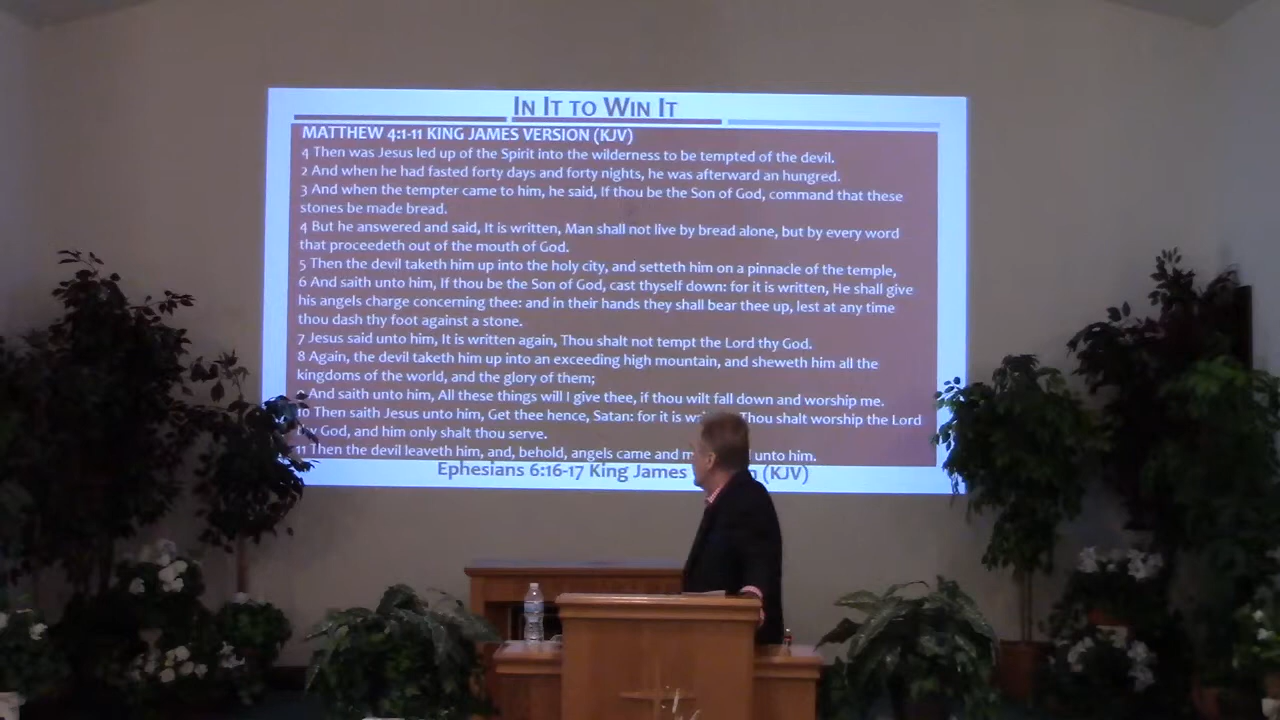 IN IT TO WIN IT
MATTHEW 4:1-11 KING JAMES VERSION (KJV)
4 Then was Jesus led up of the Spirit into the wilderness to be tempted of the devil.
2 And when he had fasted forty days and forty nights, he was afterward an hungred.
3 And when the tempter came to him, he said, If thou be the Son of God, command that these
stones be made bread.
4 But he answered and said, It is written, Man shall not live by bread alone, but by every word
that proceedeth out of the mouth of God.
5 Then the devil taketh him up into the holy city, and setteth him on a pinnacle of the temple,
6 And saith unto him, If thou be the Son of God, cast thyself down: for it is written, He shall give
his angels charge concerning thee: and in their hands they shall bear thee up, lest at any time
thou dash thy foot against a stone.
7 Jesus said unto him, It is written again, Thou shalt not tempt the Lord thy God.
8 Again, the devil taketh him up into an exceeding high mountain, and sheweth him all the
kingdoms of the world, and the glory of them;
And saith unto him, All these things will I give thee, if thou wilt fall down and worship me.
10 Then saith Jesus unto him, Get thee hence, Satan: for it is Thou shalt worship the Lord
God, and him only shalt thou serve.
11 Then the devil leaveth him, and, behold, angels came and unto him.
Ephesians 6:16-17 King James (KJV)